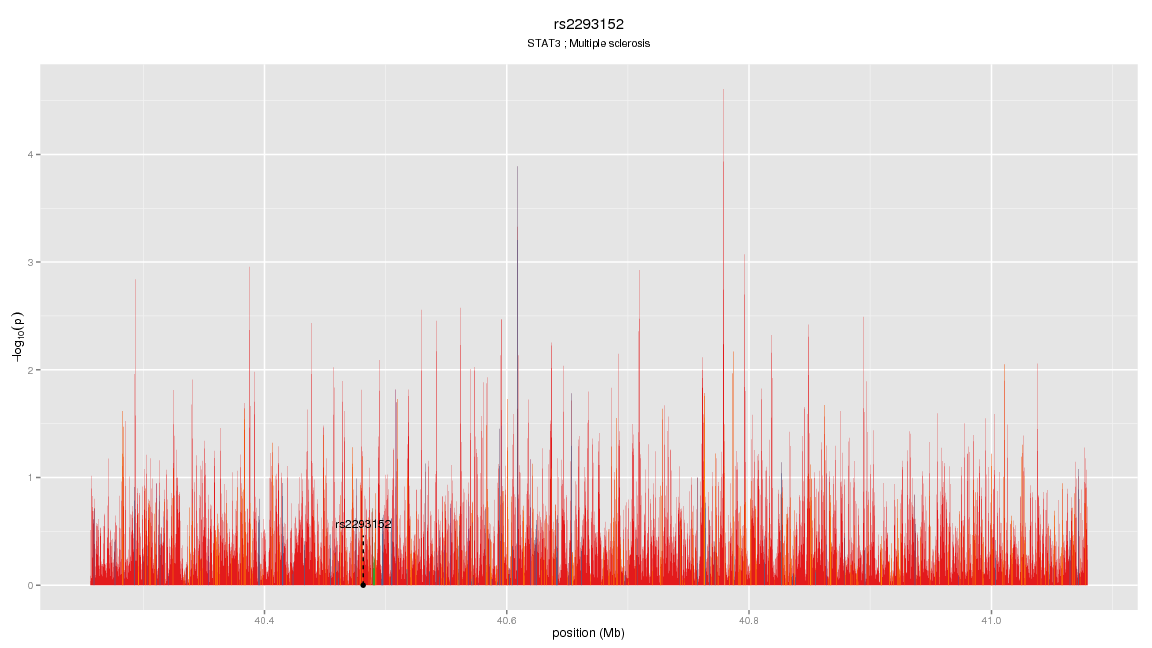 rs2293152
STAT3 ; Multiple sclerosis
−log10(p)
4
3
2
1
0
rs2293152
40.4
40.6
40.8
41.0
position (Mb)